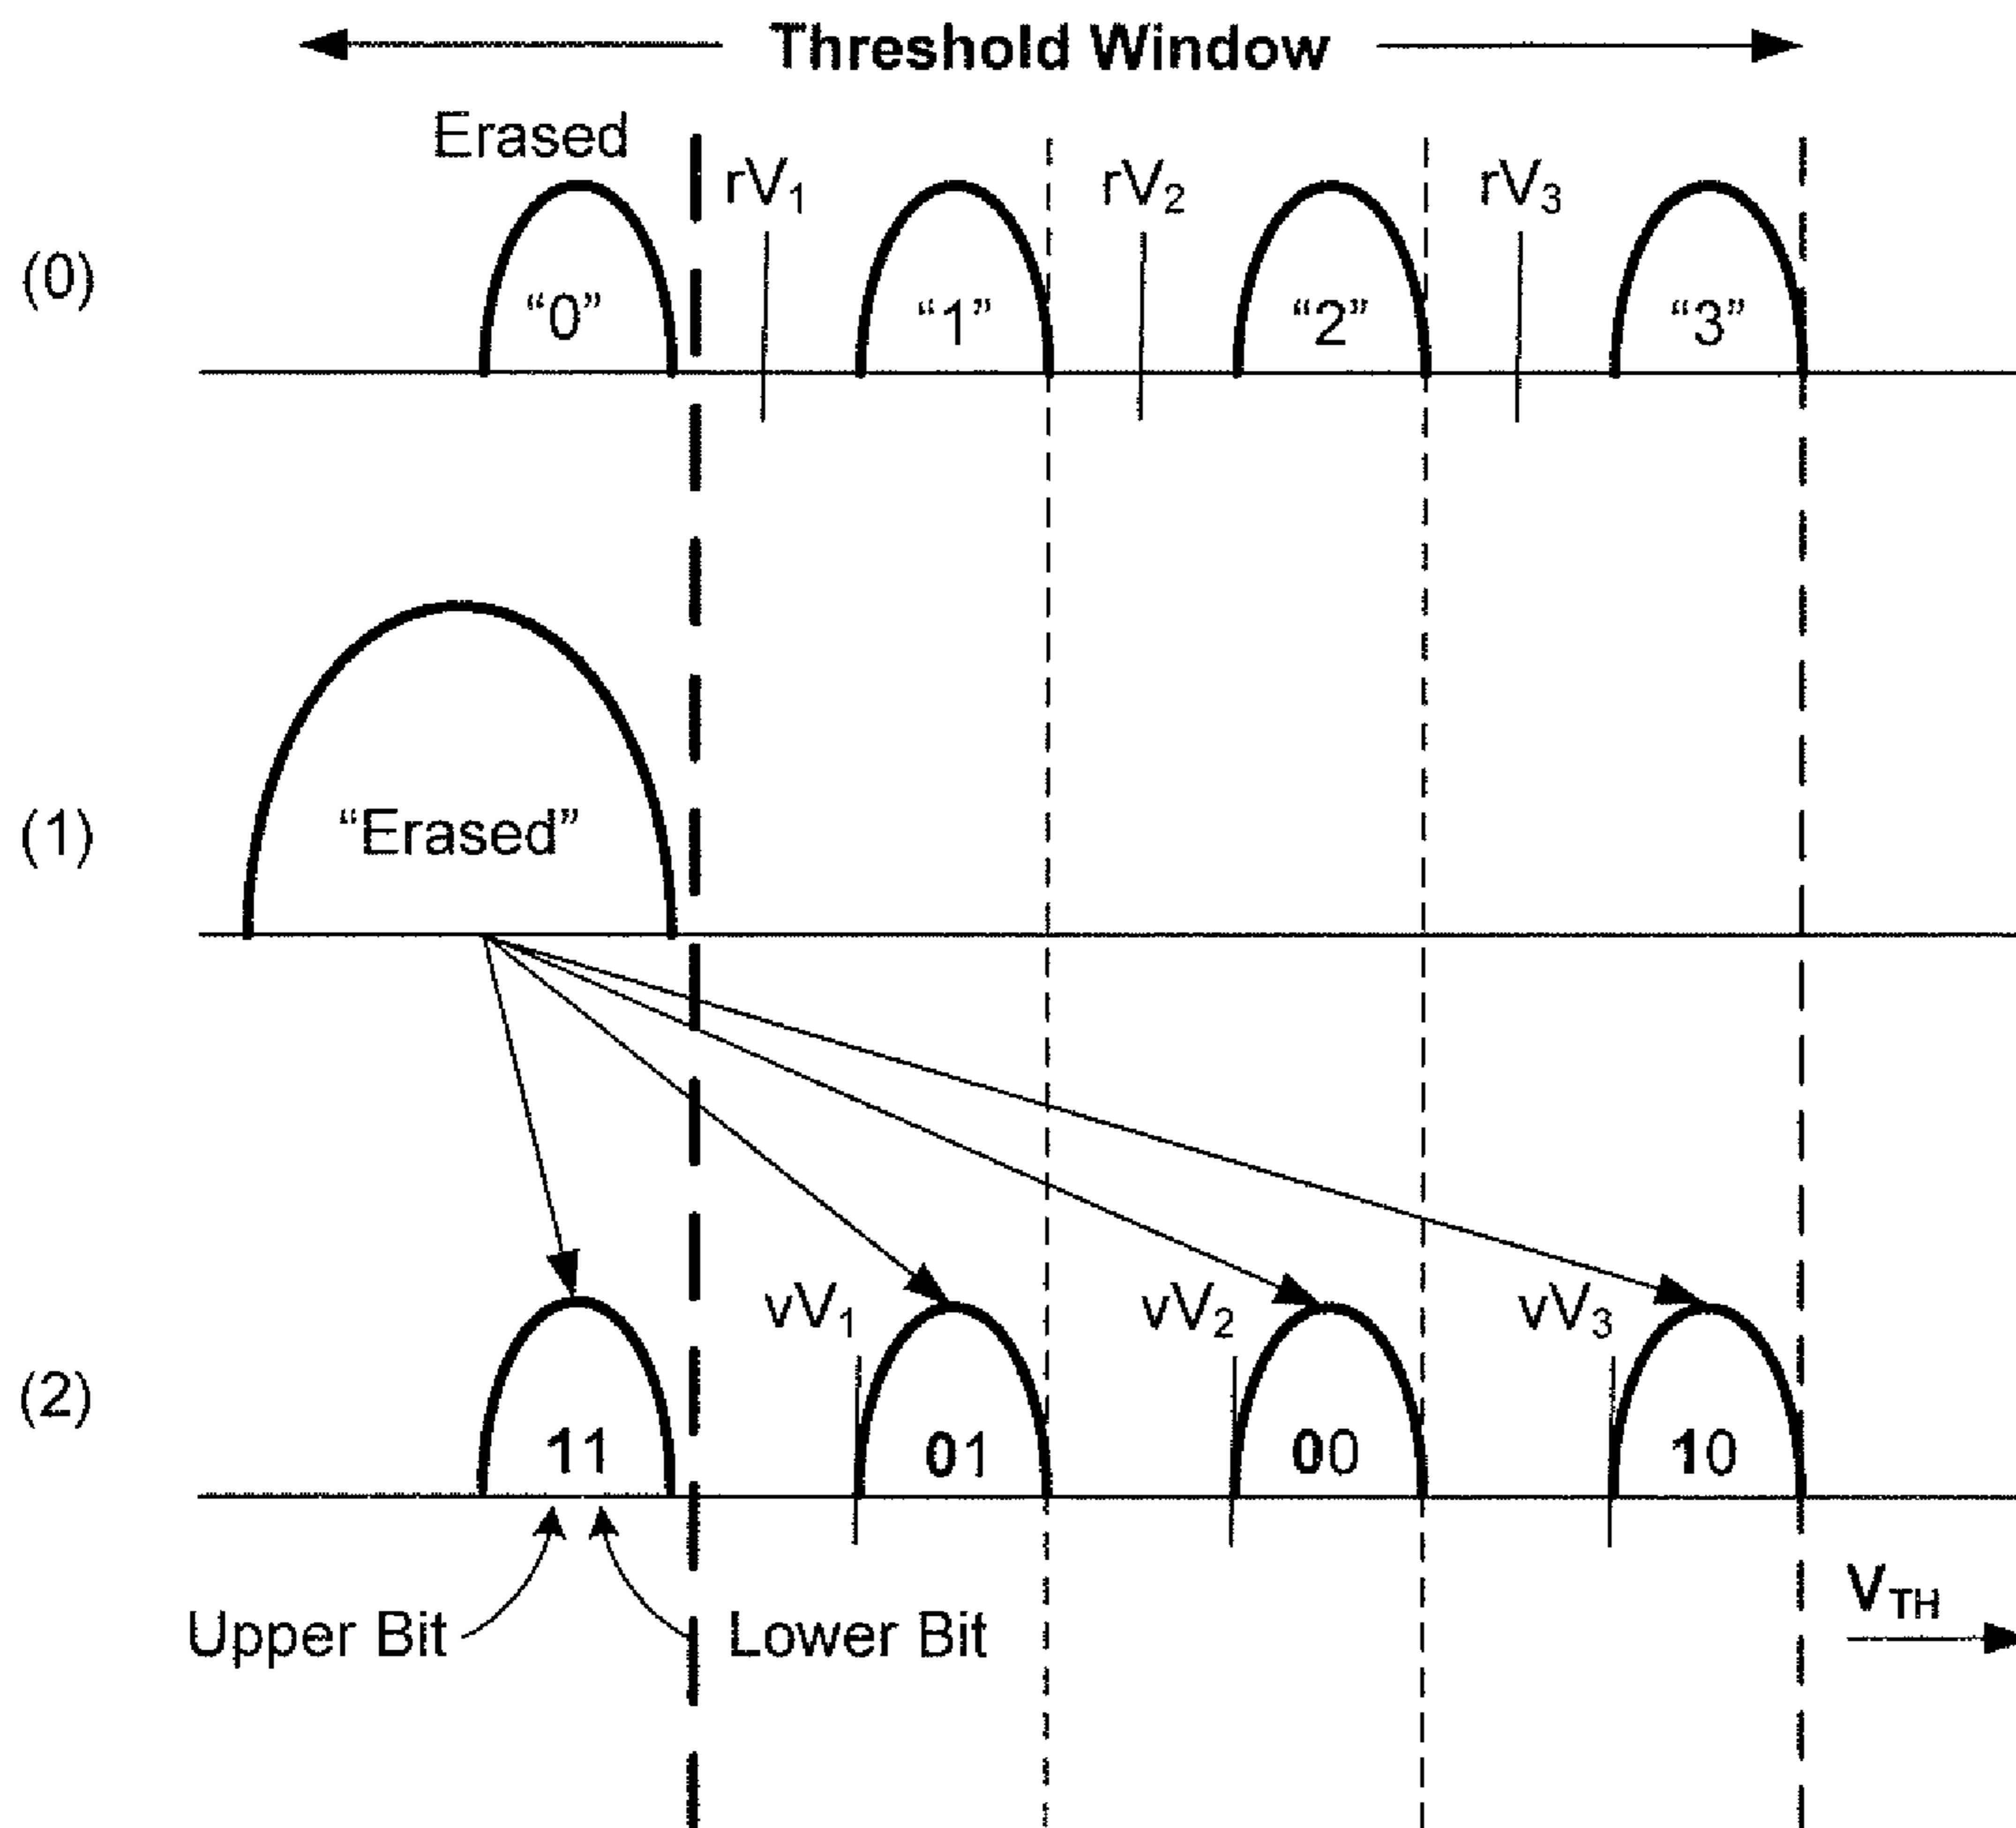 Threshold Window
Erased
rV₁ rV₂ rV₃
(0) “0” “1” “2” “3”
(1) “Erased”
vV₁ vV₂ vV₃
(2) 11 01 00 10
Upper Bit Lower Bit
V_TH